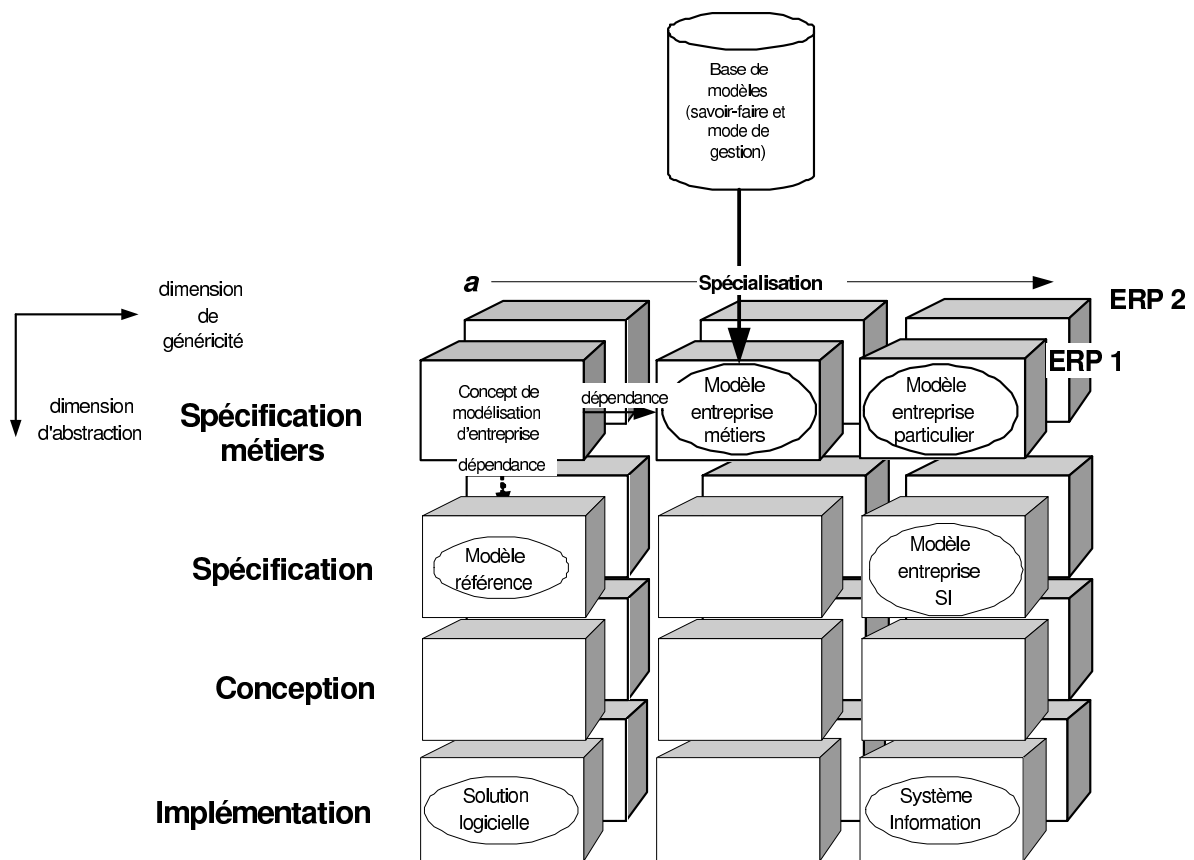 Base de
modèles
(savoir-faire et
mode de
gestion)
a
Spécialisation
ERP 2
ERP 1
dimension
de
généricité
dimension
d'abstraction
Spécification
métiers
Concept de
modélisation
d'entreprise
dépendance
Modèle
entreprise
métiers
Modèle
entreprise
particulier
dépendance
Spécification
Modèle
référence
Modèle
entreprise
SI
Conception
Implémentation
Solution
logicielle
Système
Information